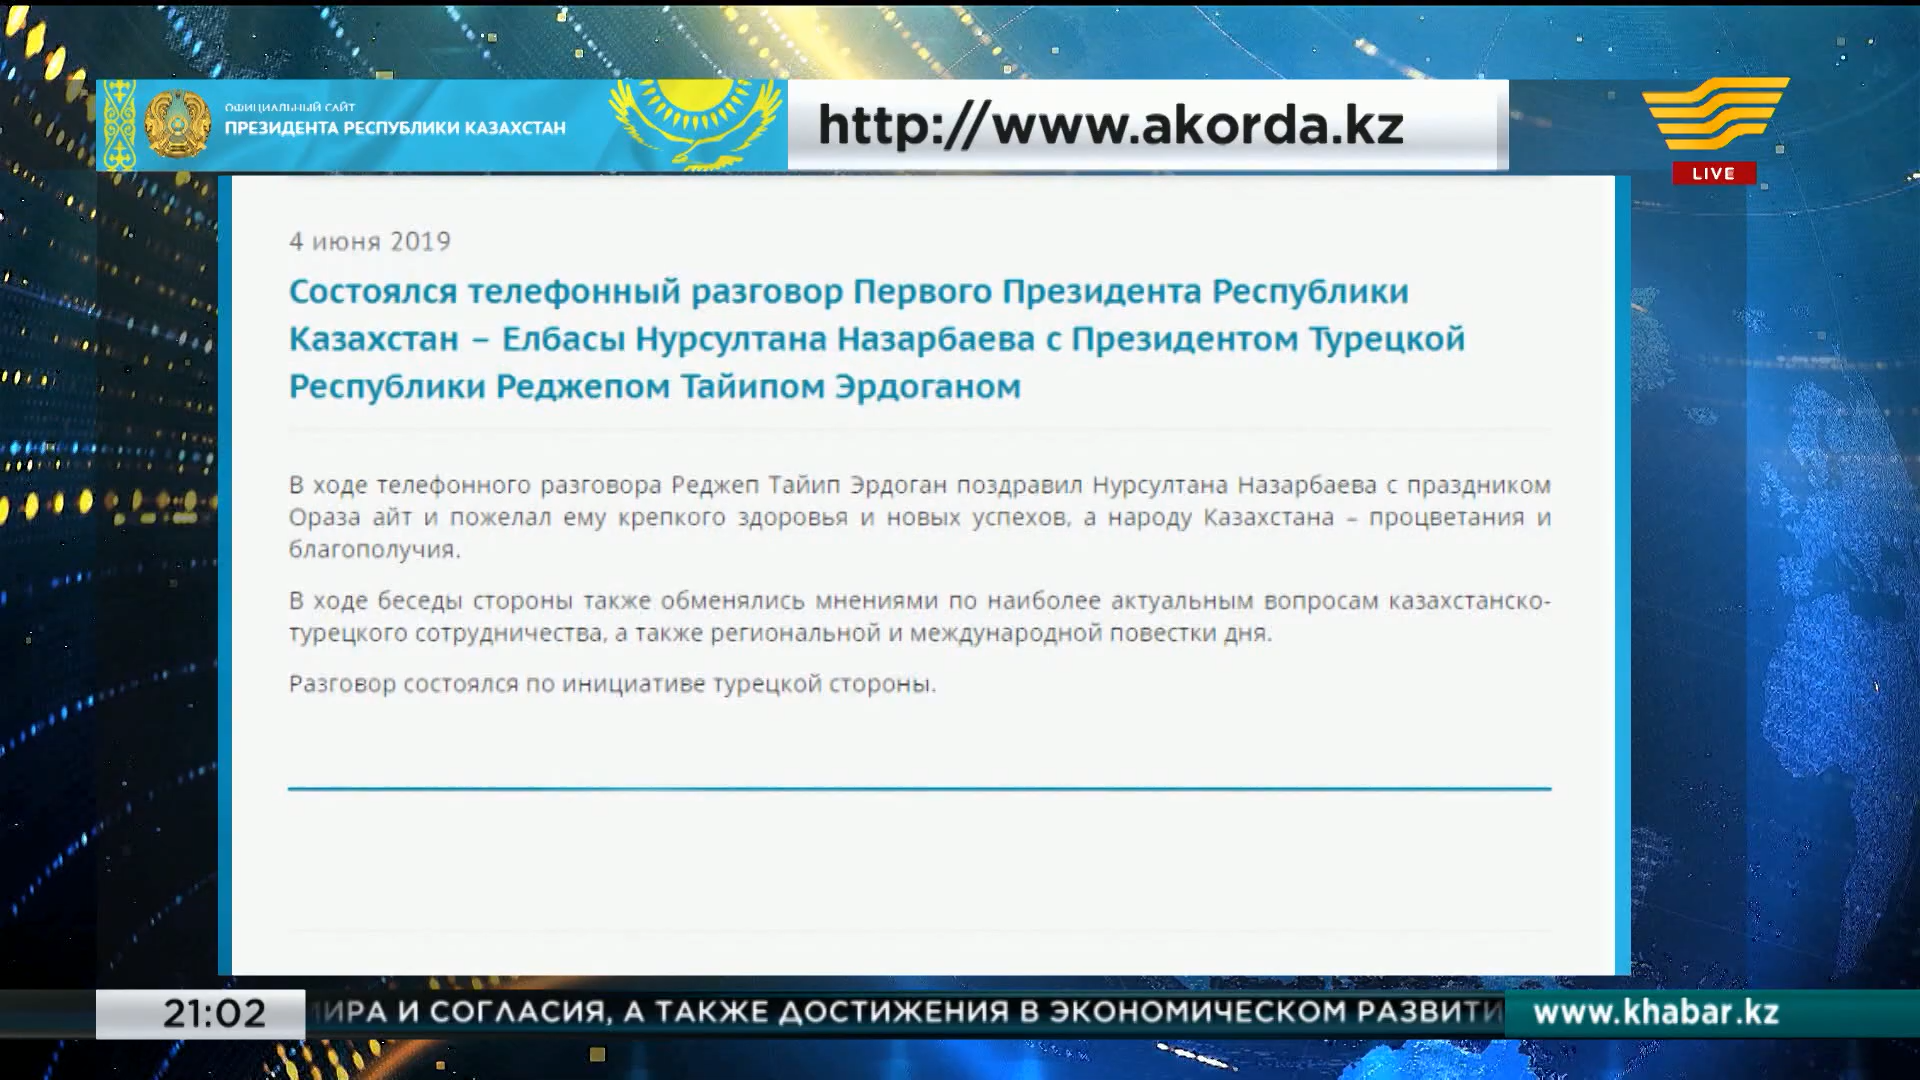 ОФИЦИАЛЬНЫЙ САЙТ
ПРЕЗИДЕНТА РЕСПУБЛИКИ КАЗАХСТАН
http://www.akorda.kz
LIVE
4 июня 2019
Состоялся телефонный разговор Первого Президента Республики
Казахстан – Елбасы Нурсултана Назарбаева с Президентом Турецкой
Республики Реджепом Тайипом Эрдоганом
В ходе телефонного разговора Реджеп Тайип Эрдоган поздравил Нурсултана Назарбаева с праздником
Ораза айт и пожелал ему крепкого здоровья и новых успехов, а народу Казахстана – процветания и
благополучия.
В ходе беседы стороны также обменялись мнениями по наиболее актуальным вопросам казахстанско-
турецкого сотрудничества, а также региональной и международной повестки дня.
Разговор состоялся по инициативе турецкой стороны.
21:02
ИРА И СОГЛАСИЯ, А ТАКЖЕ ДОСТИЖЕНИЯ В ЭКОНОМИЧЕСКОМ РАЗВИТИ
www.khabar.kz